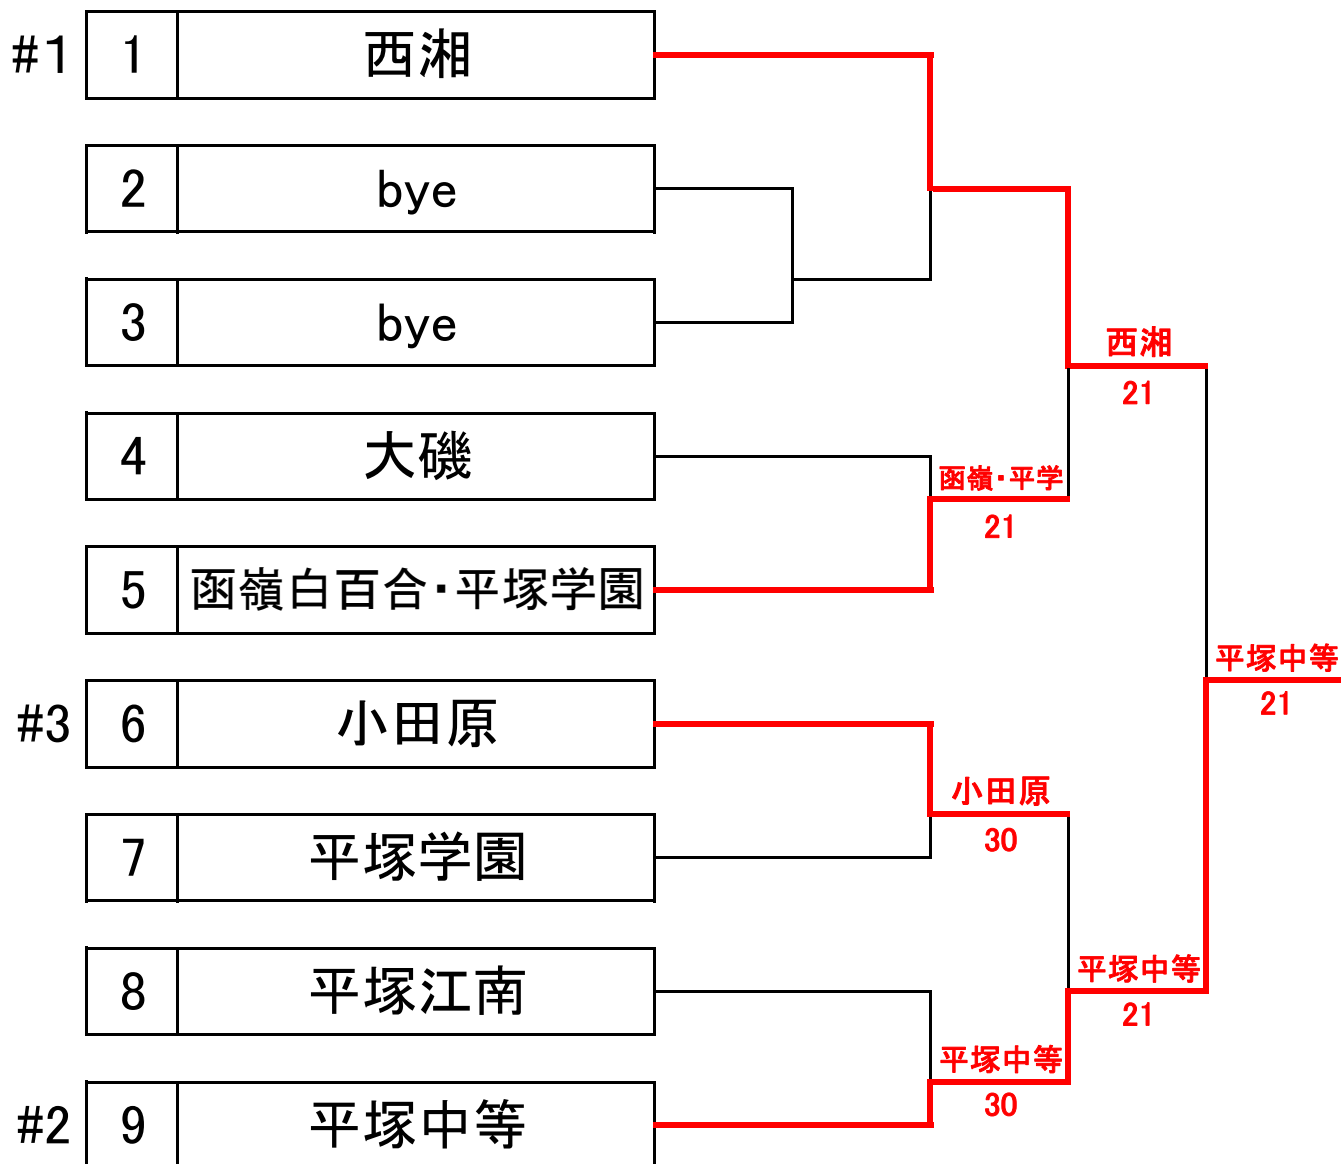 #1 1 西湘
2 bye
3 bye
西湘
21
4 大磯
函嶺・平学
21
5 函嶺白百合・平塚学園
平塚中等
21
#3 6 小田原
小田原
30
7 平塚学園
8 平塚江南
平塚中等
21
平塚中等
30
#2 9 平塚中等